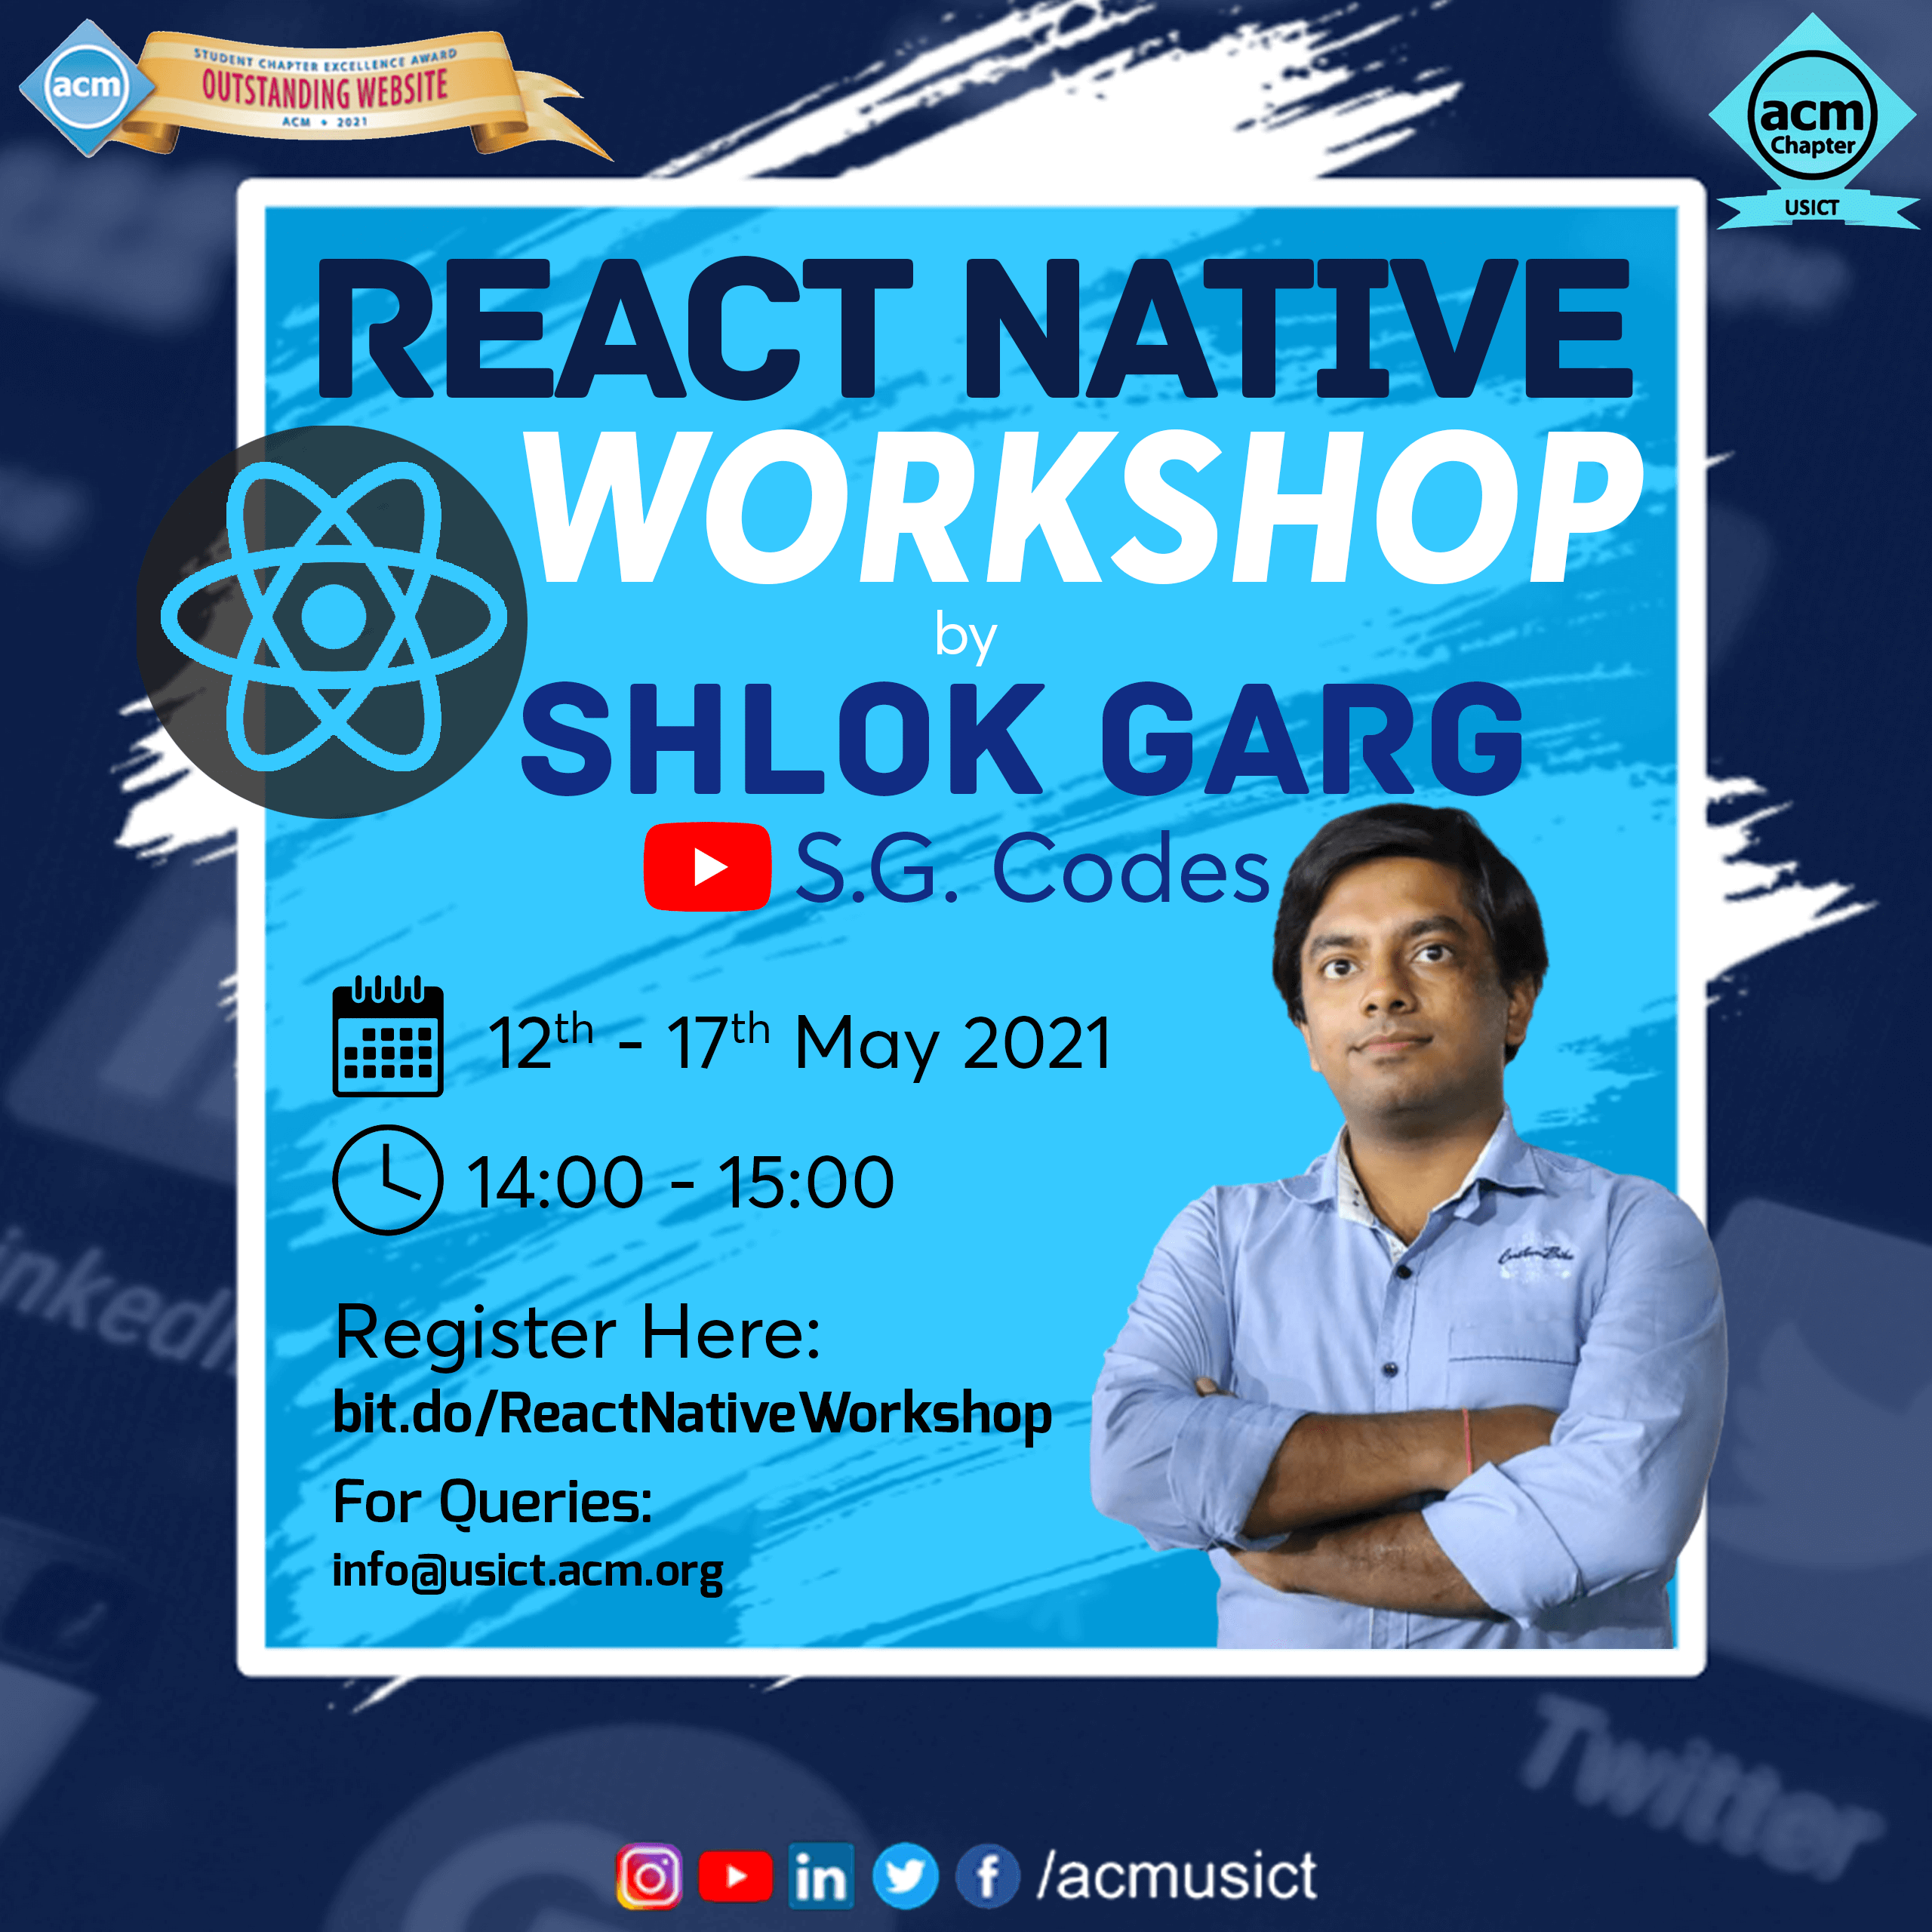 acm
STUDENT CHAPTER EXCELLENCE AWARD
OUTSTANDING WEBSITE
ACM ♦ 2021
acm
Chapter
USICT
REACT NATIVE
WORKSHOP
by
SHLOK GARG
S.G. Codes
12th - 17th May 2021
14:00 - 15:00
Register Here:
bit.do/ReactNativeWorkshop
For Queries:
info@usict.acm.org
Twitter
in
f
/acmusict